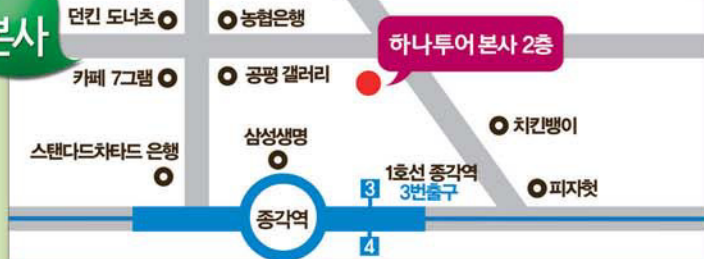 본사
던킨 도너츠
농협은행
하나투어 본사 2층
카페 7그램
공평 갤러리
치킨뱅이
스탠다드차타드 은행
삼성생명
1호선 종각역
3번출구
피자헛
3
종각역
4